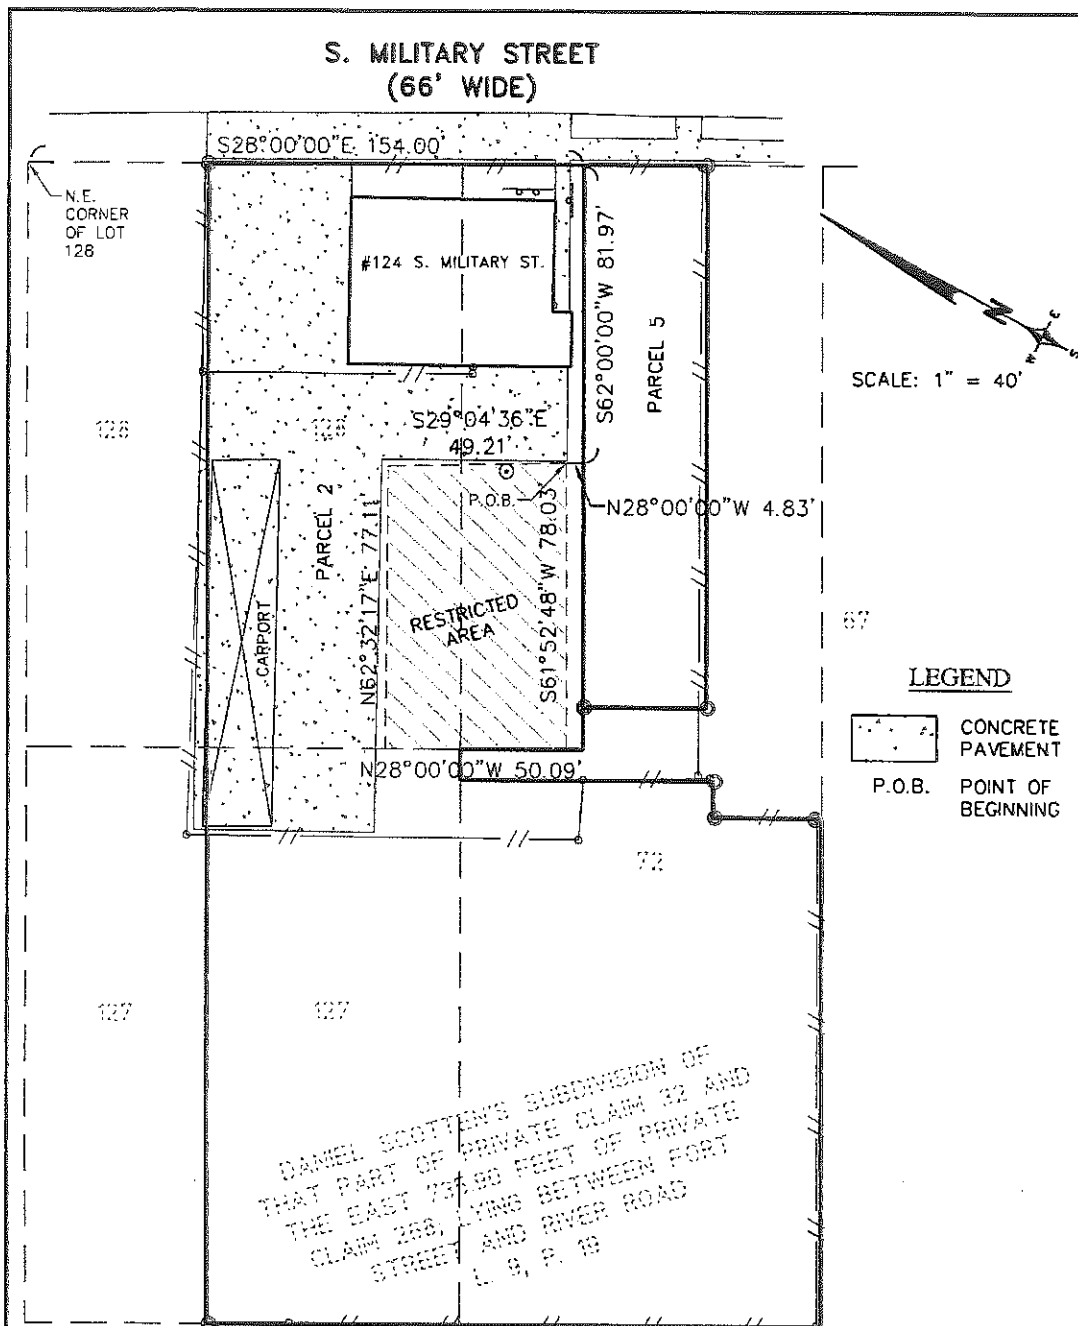 S. MILITARY STREET
(66' WIDE)
S28°00'00"E 154.00'
N.E.
CORNER
OF LOT
128
#124 S. MILITARY ST.
S62°00'00"W 81.97'
PARCEL 5
N
E
W
S
SCALE: 1" = 40'
128
128
S29°04'36"E
49.21'
P.O.B.
N28°00'00"W 4.83'
PARCEL 2
N62°32'17"E 77.11'
S61°52'48"W 78.03'
RESTRICTED
AREA
CARPORT
67
LEGEND
CONCRETE
PAVEMENT
P.O.B. POINT OF
BEGINNING
N28°00'00"W 50.09'
72
127
127
DANIEL SCOTTEN'S SUBDIVISION OF
THAT PART OF PRIVATE CLAIM 32 AND
THE EAST FEET OF PRIVATE
CLAIM 268, LYING BETWEEN FORT
STREET AND RIVER ROAD
L. 9, P. 19